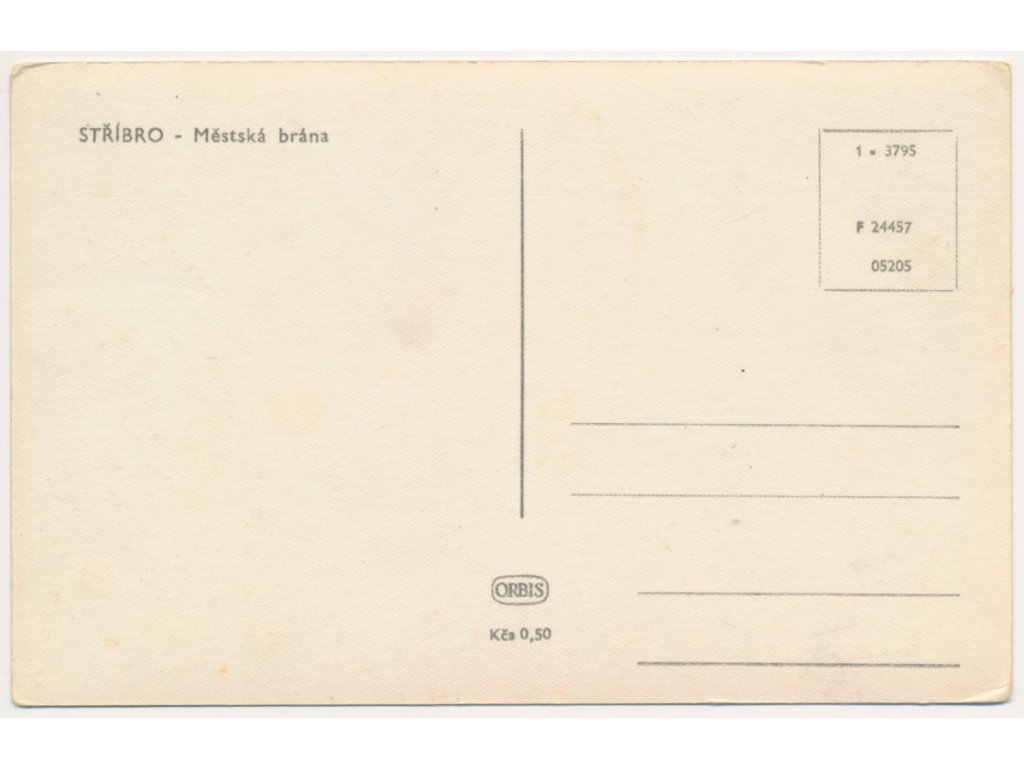 STŘÍBRO - Městská brána
1 • 3795
F 24457
05205
ORBIS
Kčs 0,50